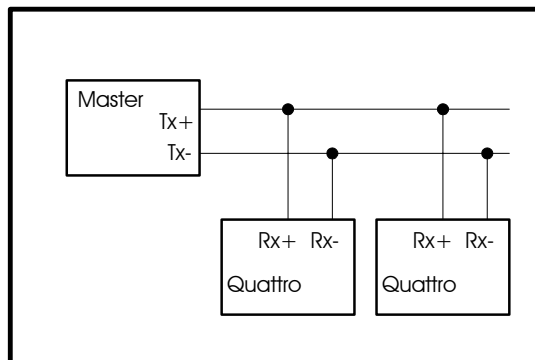 Master
Tx+
Tx-
Rx+ Rx-
Quattro
Rx+ Rx-
Quattro